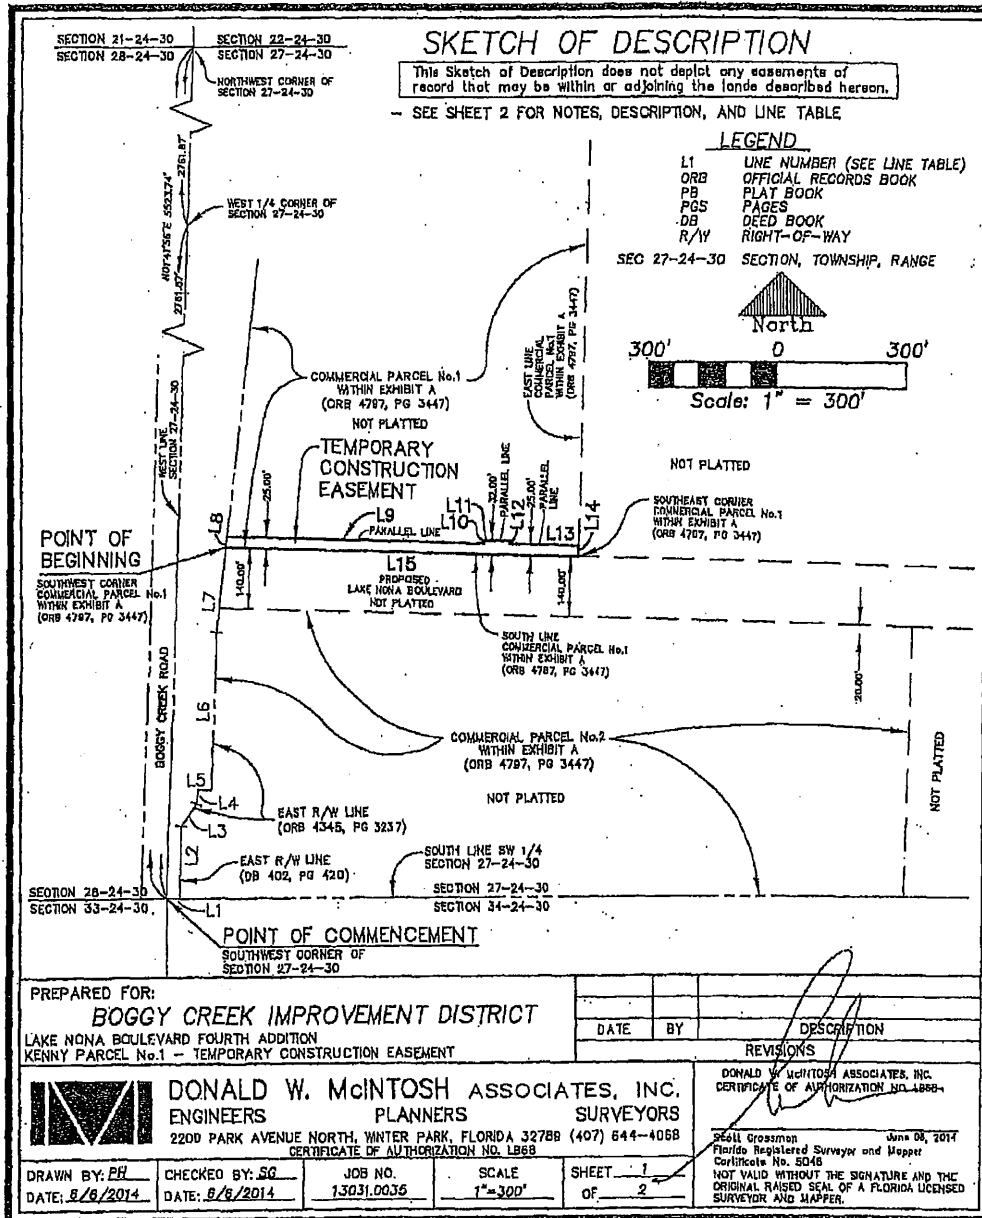 SECTION 21-24-30
SECTION 22-24-30
SECTION 28-24-30
SECTION 27-24-30
NORTHWEST CORNER OF
SECTION 27-24-30
SKETCH OF DESCRIPTION
This Sketch of Description does not depict any easements of
record that may be within or adjoining the lands described hereon.
- SEE SHEET 2 FOR NOTES, DESCRIPTION, AND LINE TABLE
LEGEND
L1 LINE NUMBER (SEE LINE TABLE)
ORB OFFICIAL RECORDS BOOK
PB PLAT BOOK
PGS PAGES
DB DEED BOOK
R/W RIGHT-OF-WAY
SEC 27-24-30 SECTION, TOWNSHIP, RANGE
North
300' 0 300'
Scale: 1" = 300'
2761.87'
5523.74'
2761.87'
WEST 1/4 CORNER OF
SECTION 27-24-30
WEST LINE
SECTION 27-24-30
COMMERCIAL PARCEL No.1
WITHIN EXHIBIT A
(ORB 4797, PG 3447)
NOT PLATTED
EAST LINE
COMMERCIAL
PARCEL No.1
WITHIN EXHIBIT A
(ORB 4797, PG 3447)
TEMPORARY
CONSTRUCTION
EASEMENT
25.00'
L8
L9
PARALLEL LINE
L11
L10
32.00'
PARALLEL LINE
L12
25.00'
PARALLEL
LINE
L13
L14
NOT PLATTED
SOUTHEAST CORNER
COMMERCIAL PARCEL No.1
WITHIN EXHIBIT A
(ORB 4797, PG 3447)
POINT OF
BEGINNING
SOUTHWEST CORNER
COMMERCIAL PARCEL No.1
WITHIN EXHIBIT A
(ORB 4797, PG 3447)
L15
PROPOSED
LAKE NONA BOULEVARD
NOT PLATTED
140.00'
140.00'
L7
SOUTH LINE
COMMERCIAL PARCEL No.1
WITHIN EXHIBIT A
(ORB 4797, PG 3447)
20.00'
BOGGY CREEK ROAD
L6
COMMERCIAL PARCEL No.2
WITHIN EXHIBIT A
(ORB 4797, PG 3447)
NOT PLATTED
NOT PLATTED
L5
L4
L3
EAST R/W LINE
(ORB 4345, PG 3237)
L2
EAST R/W LINE
(DB 402, PG 420)
SOUTH LINE SW 1/4
SECTION 27-24-30
SECTION 28-24-30
SECTION 33-24-30
SECTION 27-24-30
SECTION 34-24-30
L1
POINT OF COMMENCEMENT
SOUTHWEST CORNER OF
SECTION 27-24-30
PREPARED FOR:
BOGGY CREEK IMPROVEMENT DISTRICT
LAKE NONA BOULEVARD FOURTH ADDITION
KENNY PARCEL No.1 - TEMPORARY CONSTRUCTION EASEMENT
DATE BY DESCRIPTION
REVISIONS
DONALD W. McINTOSH ASSOCIATES, INC.
ENGINEERS PLANNERS SURVEYORS
2200 PARK AVENUE NORTH, WINTER PARK, FLORIDA 32789 (407) 644-4068
CERTIFICATE OF AUTHORIZATION NO. LB68
DONALD W. McINTOSH ASSOCIATES, INC.
CERTIFICATE OF AUTHORIZATION NO. LB68
Scott Grossman June 06, 2014
Florida Registered Surveyor and Mapper
Certificate No. 5048
NOT VALID WITHOUT THE SIGNATURE AND THE
ORIGINAL RAISED SEAL OF A FLORIDA LICENSED
SURVEYOR AND MAPPER.
DRAWN BY: PH
DATE: 6/6/2014
CHECKED BY: SG
DATE: 6/6/2014
JOB NO.
13031.0035
SCALE
1"=300'
SHEET 1
OF 2